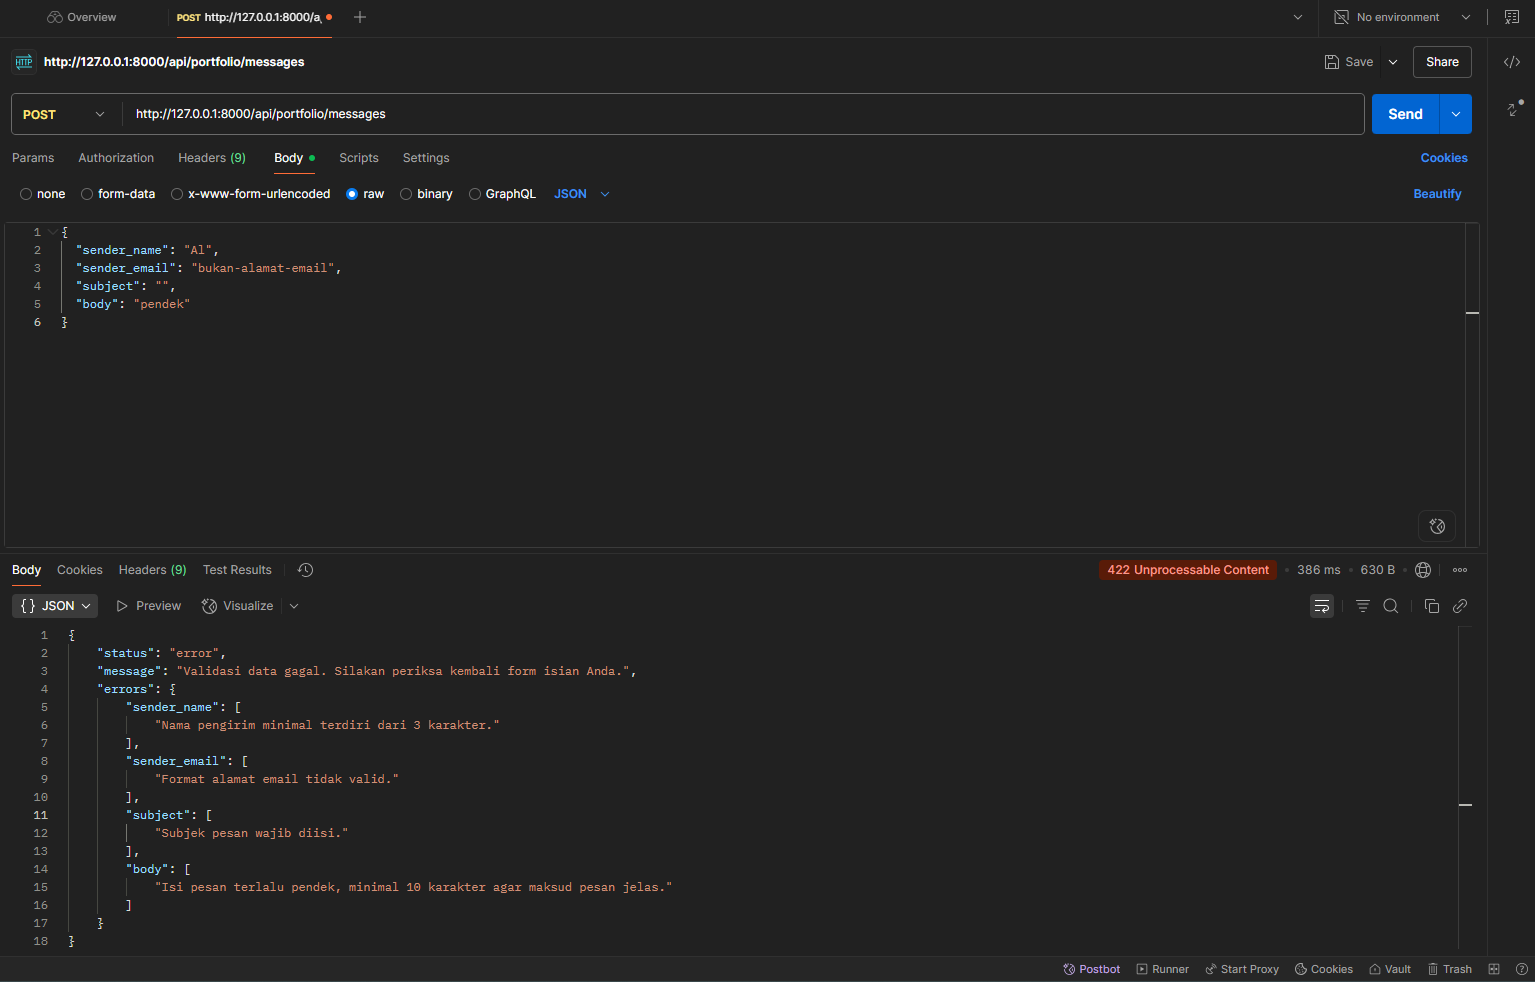 Overview
POST http://127.0.0.1:8000/a
No environment
HTTP http://127.0.0.1:8000/api/portfolio/messages
Save
Share
POST http://127.0.0.1:8000/api/portfolio/messages
Send
Params Authorization Headers (9) Body Scripts Settings
Cookies
none form-data x-www-form-urlencoded raw binary GraphQL JSON
Beautify
1 {
2 "sender_name": "Al",
3 "sender_email": "bukan-alamat-email",
4 "subject": "",
5 "body": "pendek"
6 }
Body Cookies Headers (9) Test Results
422 Unprocessable Content • 386 ms • 630 B •
{} JSON Preview Visualize
1 {
2 "status": "error",
3 "message": "Validasi data gagal. Silakan periksa kembali form isian Anda.",
4 "errors": {
5 "sender_name": [
6 "Nama pengirim minimal terdiri dari 3 karakter."
7 ],
8 "sender_email": [
9 "Format alamat email tidak valid."
10 ],
11 "subject": [
12 "Subjek pesan wajib diisi."
13 ],
14 "body": [
15 "Isi pesan terlalu pendek, minimal 10 karakter agar maksud pesan jelas."
16 ]
17 }
18 }
Postbot Runner Start Proxy Cookies Vault Trash